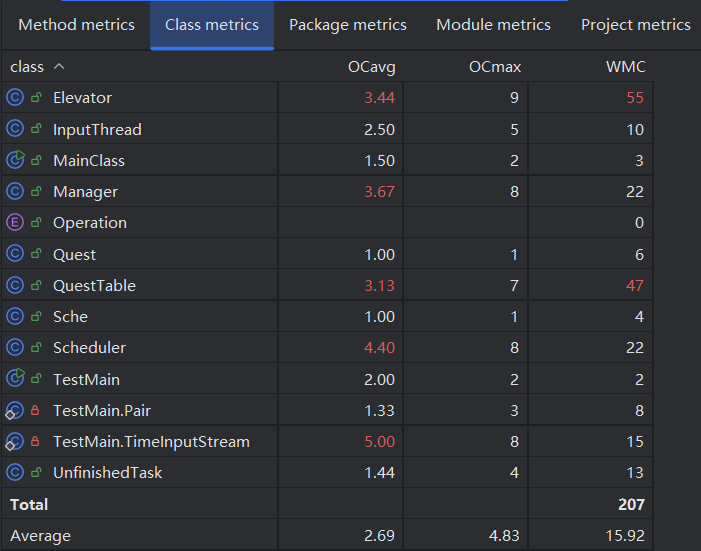 Method metrics Class metrics Package metrics Module metrics Project metrics
class OCavg OCmax WMC
C Elevator 3.44 9 55
C InputThread 2.50 5 10
C MainClass 1.50 2 3
C Manager 3.67 8 22
E Operation 0
C Quest 1.00 1 6
C QuestTable 3.13 7 47
C Sche 1.00 1 4
C Scheduler 4.40 8 22
C TestMain 2.00 2 2
C TestMain.Pair 1.33 3 8
C TestMain.TimeInputStream 5.00 8 15
C UnfinishedTask 1.44 4 13
Total 207
Average 2.69 4.83 15.92